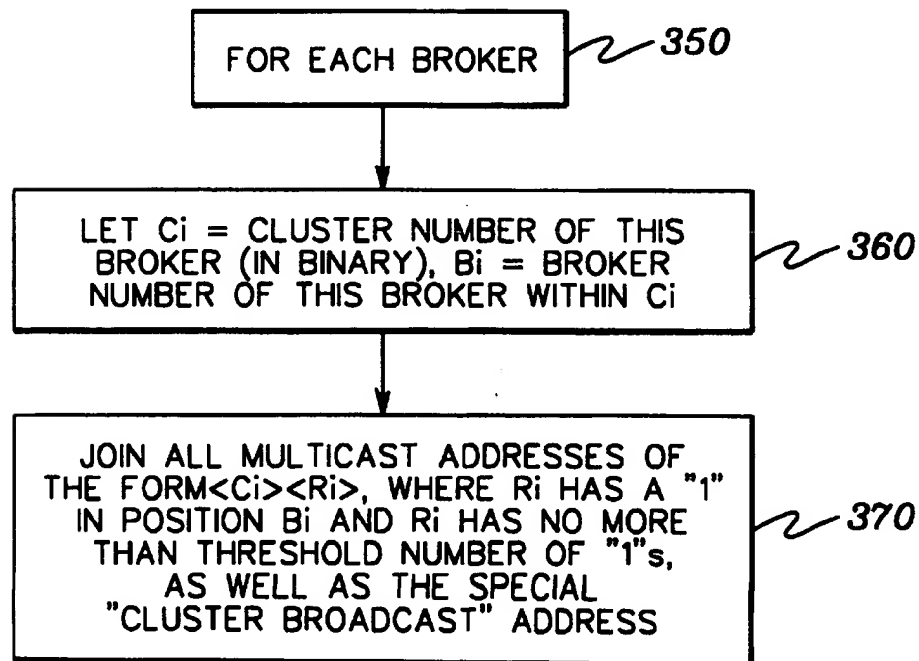 FOR EACH BROKER
350
LET Ci = CLUSTER NUMBER OF THIS
BROKER (IN BINARY), Bi = BROKER
NUMBER OF THIS BROKER WITHIN Ci
360
JOIN ALL MULTICAST ADDRESSES OF
THE FORM<Ci><Ri>, WHERE Ri HAS A "1"
IN POSITION Bi AND Ri HAS NO MORE
THAN THRESHOLD NUMBER OF "1"s,
AS WELL AS THE SPECIAL
"CLUSTER BROADCAST" ADDRESS
370